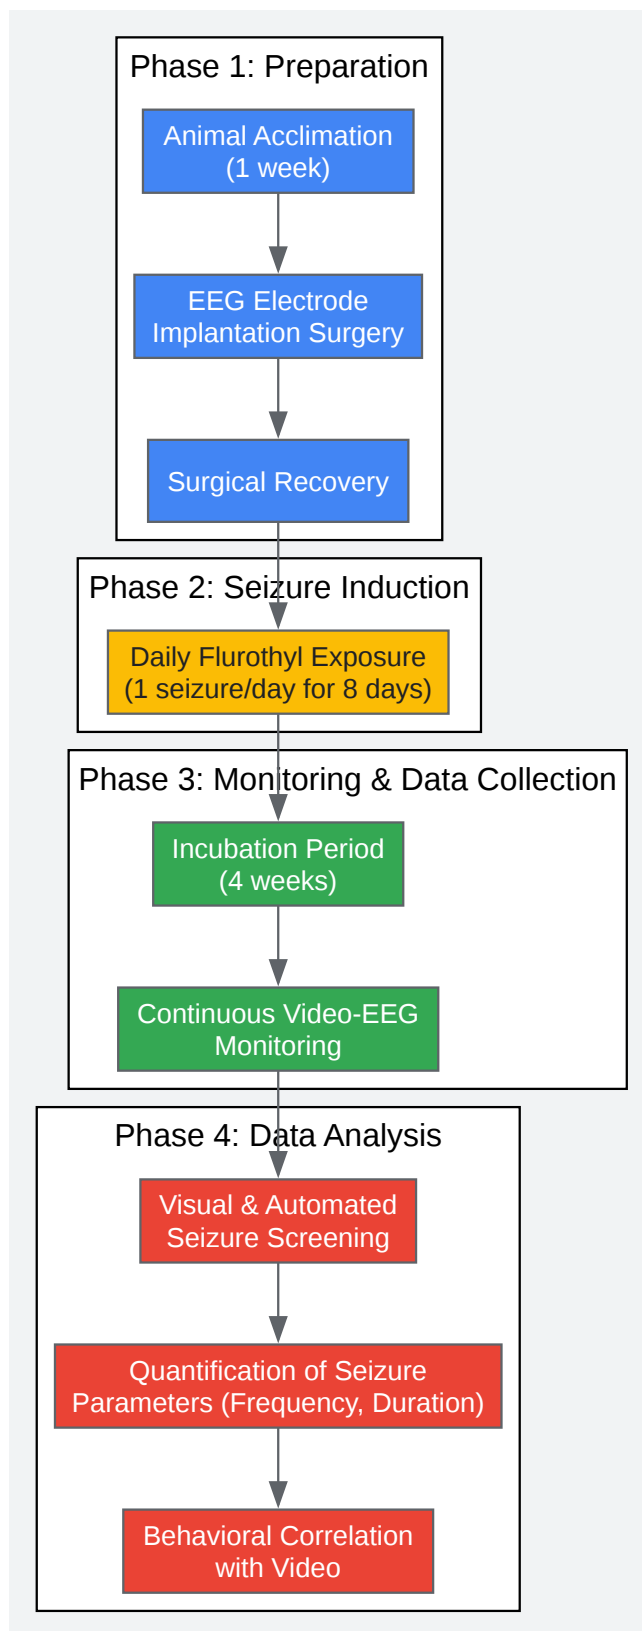 Phase 1: Preparation
Animal Acclimation
(1 week)
EEG Electrode
Implantation Surgery
Surgical Recovery
Phase 2: Seizure Induction
Daily Flurothyl Exposure
(1 seizure/day for 8 days)
Phase 3: Monitoring & Data Collection
Incubation Period
(4 weeks)
Continuous Video-EEG
Monitoring
Phase 4: Data Analysis
Visual & Automated
Seizure Screening
Quantification of Seizure
Parameters (Frequency, Duration)
Behavioral Correlation
with Video